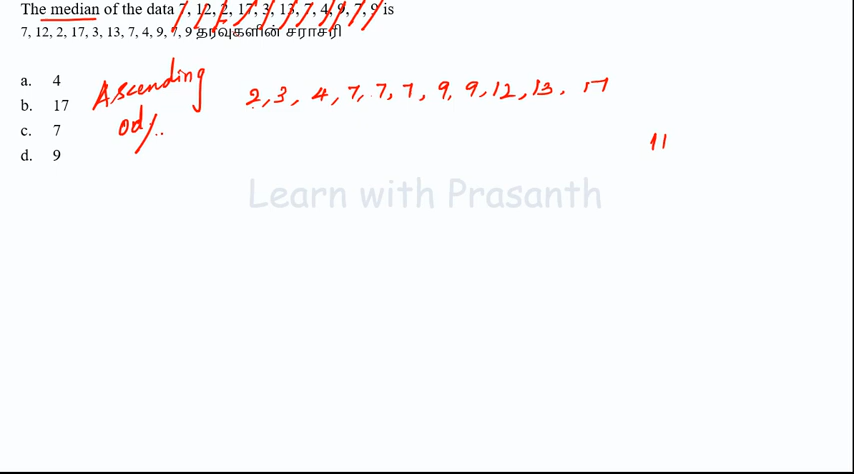 The median of the data 7, 12, 2, 17, 3, 13, 7, 4, 9, 7, 9 is
7, 12, 2, 17, 3, 13, 7, 4, 9, 7, 9 தரவுகளின் சராசரி
a. 4
Ascending
2, 3, 4, 7, 7, 7, 9, 9, 12, 13, 17
b. 17
c. 7
od/..
11
d. 9
Learn with Prasanth